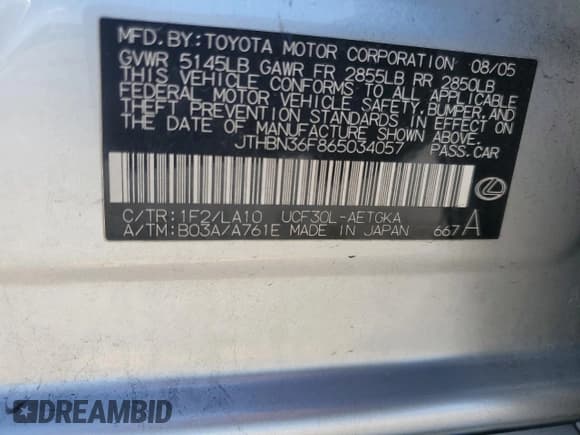 MFD. BY: TOYOTA MOTOR CORPORATION 08/05
GVWR 5145LB GAWR FR 2855LB RR 2850LB
THIS VEHICLE CONFORMS TO ALL APPLICABLE
FEDERAL MOTOR VEHICLE SAFETY, BUMPER, AND
THEFT PREVENTION STANDARDS IN EFFECT ON
THE DATE OF MANUFACTURE SHOWN ABOVE.
JTHBN36F865034057 PASS. CAR
C/TR: 1F2/LA10 UCF30L-AETGKA
A/TM: B03A/A761E MADE IN JAPAN 667 A
DREAMBID